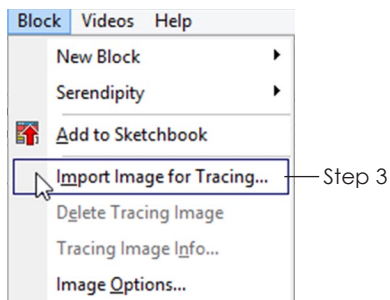 Block Videos Help
New Block
Serendipity
Add to Sketchbook
Import Image for Tracing... Step 3
Delete Tracing Image
Tracing Image Info...
Image Options...